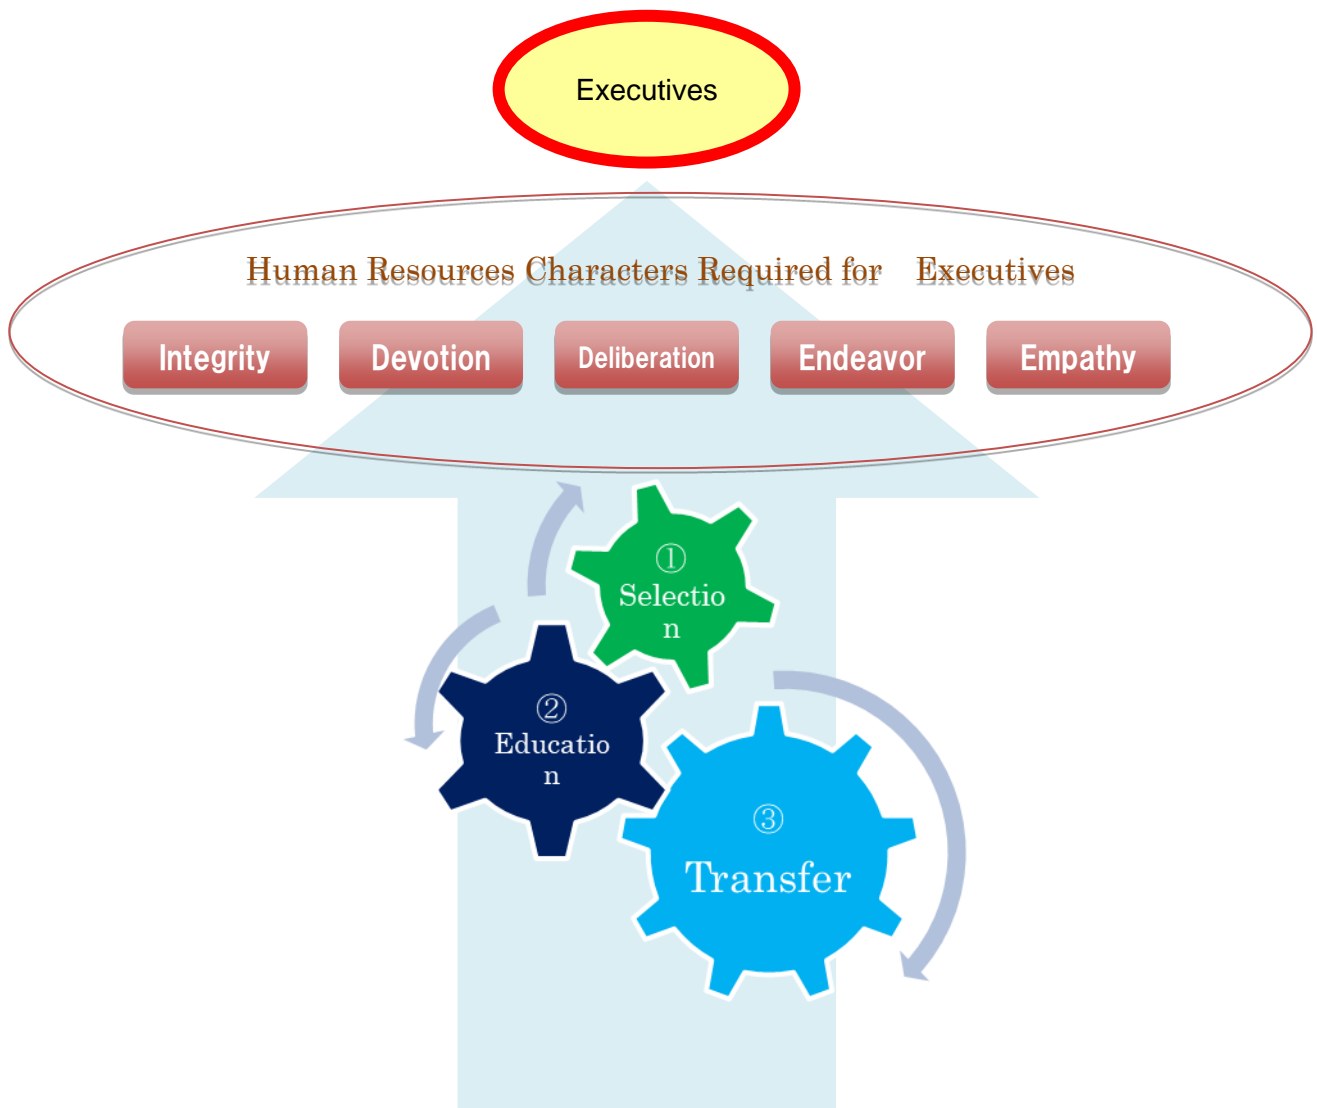 Executives
Human Resources Characters Required for　Executives
Integrity
Devotion
Deliberation
Endeavor
Empathy
①
Selectio
n
②
Educatio
n
③
Transfer